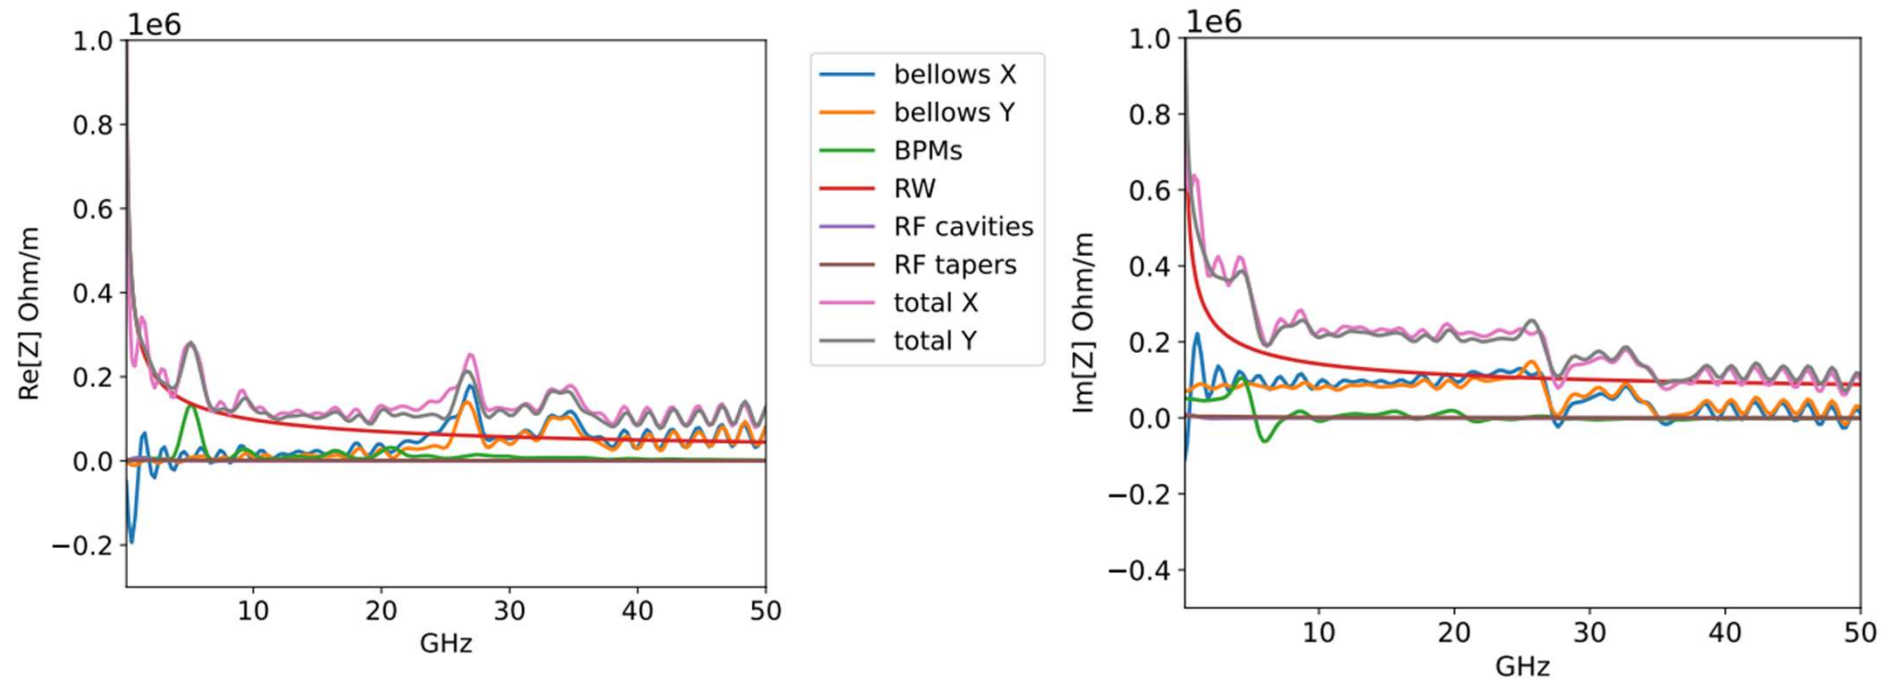 1e6
1.0
0.8
0.6
0.4
0.2
0.0
−0.2
10 20 30 40 50
GHz
Re[Z] Ohm/m
bellows X
bellows Y
BPMs
RW
RF cavities
RF tapers
total X
total Y
1e6
1.0
0.8
0.6
0.4
0.2
0.0
−0.2
−0.4
10 20 30 40 50
GHz
Im[Z] Ohm/m